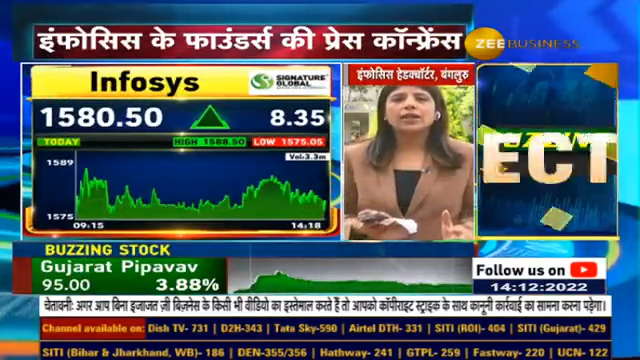 इंफोसिस के फाउंडर्स की प्रेस कॉन्फ्रेंस
ZEE BUSINESS
Infosys
SIGNATURE GLOBAL
इंफोसिस हेडक्वॉर्टर, बंगलुरु
1580.50 8.35
TODAY HIGH 1588.50 LOW 1575.05
Vol:3.3m
1589
1575
09:15 14:18
ECT
BUZZING STOCK
Gujarat Pipavav
95.00 3.88%
Follow us on
14:12:2022
चेतावनी: अगर आप बिना इजाजत ज़ी बिज़नेस के किसी भी वीडियो का इस्तेमाल करते हैं तो आपको कॉपीराइट स्ट्राइक के साथ कानूनी कार्रवाई का सामना करना पड़ेगा.
Channel available on: Dish TV- 731 | D2H-343 | Tata Sky-590 | Airtel DTH- 331 | SITI (ROI) - 404 | SITI (Gujarat) - 429
SITI (Bihar & Jharkhand, WB)- 186 | DEN-355/356 | Hathway- 241 | GTPL- 259 | Fastway- 220 | UCN-